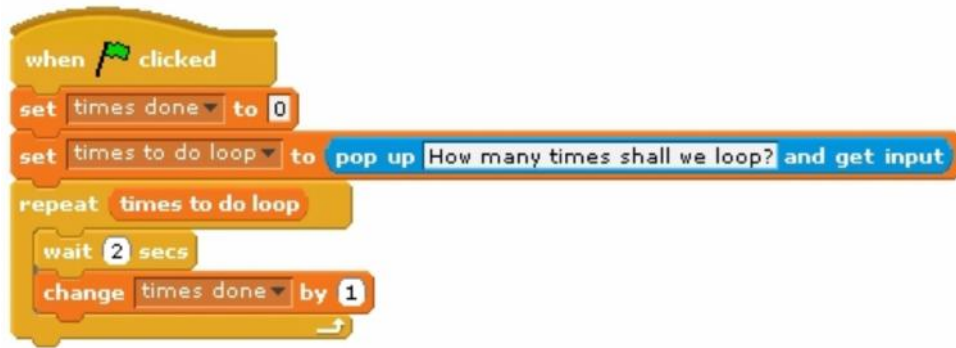 when clicked
set times done to 0
set times to do loop to pop up How many times shall we loop? and get input
repeat times to do loop
wait 2 secs
change times done by 1